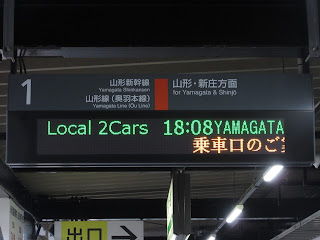 1
山形新幹線
Yamagata Shinkansen
山形線（奥羽本線）
Yamagata Line (Ou Line)
山形・新庄方面
for Yamagata & Shinjō
Local 2Cars 18:08 YAMAGATA
乗車口のご
出口